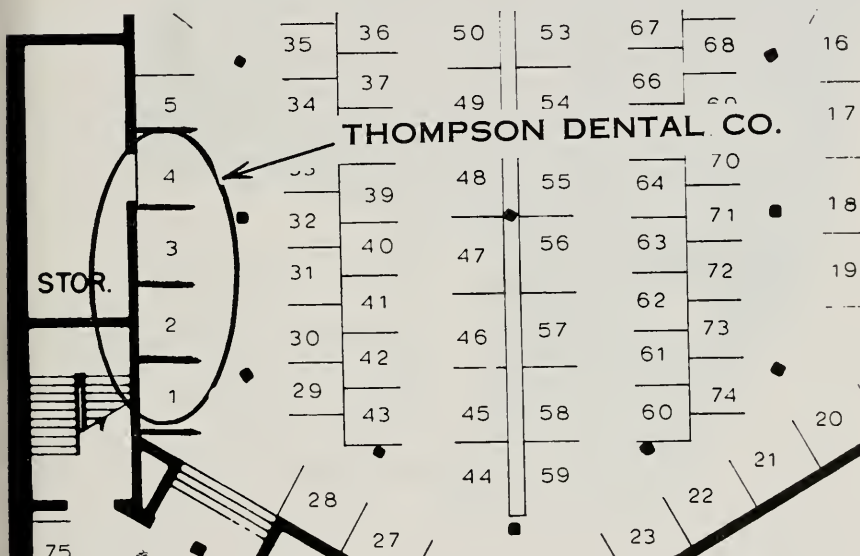 35 36 50 53 67 68 16
5 34 37 49 54 66 17
THOMPSON DENTAL CO.
4 48 55 64 70
39 18
3 32 40 47 56 63 71
STOR. 31 41 62 72 19
2 30 42 46 57 61 73
1 29 43 45 58 60 74 20
44 59 21
28 22
27 23
75